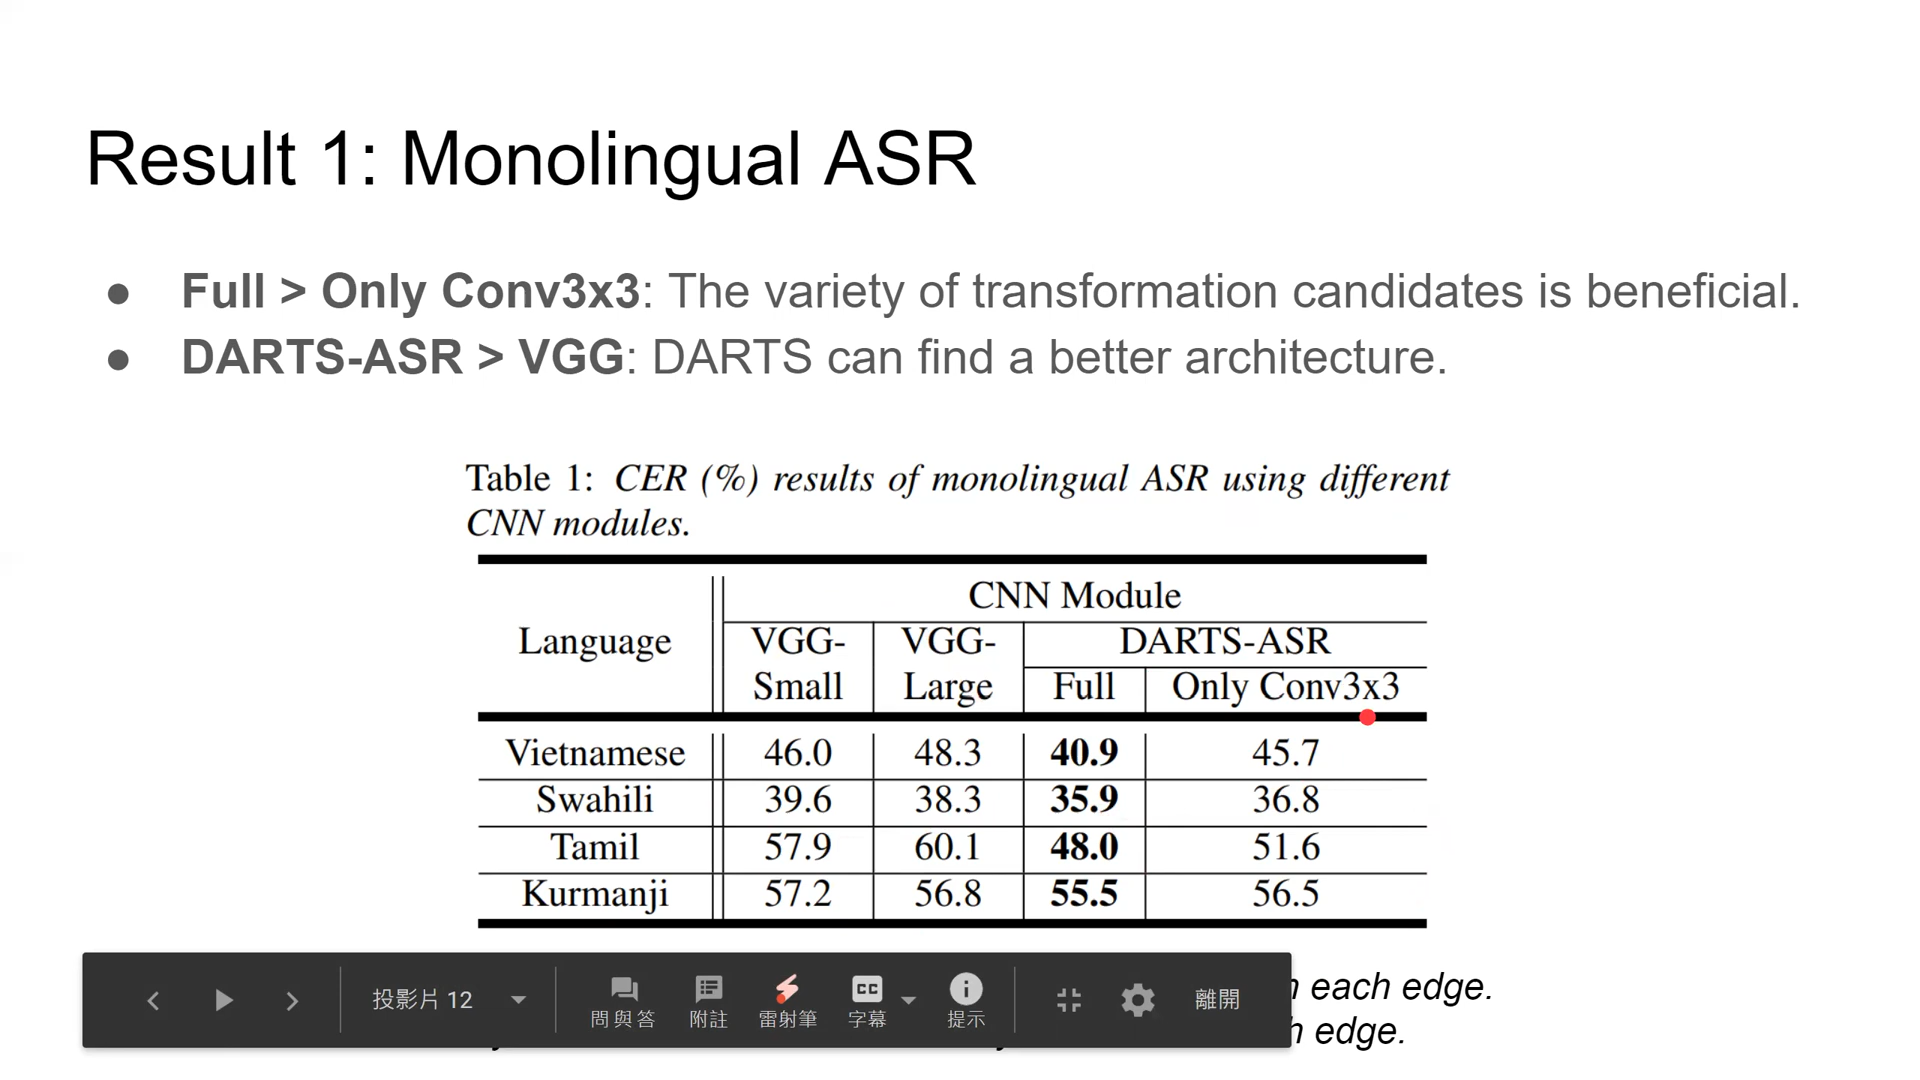 Result 1: Monolingual ASR
● Full > Only Conv3x3: The variety of transformation candidates is beneficial.
● DARTS-ASR > VGG: DARTS can find a better architecture.
Table 1: CER (%) results of monolingual ASR using different
CNN modules.
CNN Module
Language VGG- VGG- DARTS-ASR
Small Large Full Only Conv3x3
Vietnamese 46.0 48.3 40.9 45.7
Swahili 39.6 38.3 35.9 36.8
Tamil 57.9 60.1 48.0 51.6
Kurmanji 57.2 56.8 55.5 56.5
each edge.
edge.
投影片 12 問與答 附註 雷射筆 CC 字幕 提示 離開